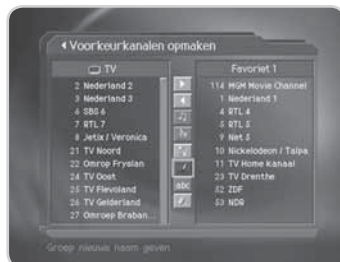 Voorkeurkanalen opmaken
TV
2 Nederland 2
3 Nederland 3
6 SBS 6
7 RTL 7
8 Jetix / Veronica
21 TV Noord
22 Omrop Fryslan
24 TV Oost
25 TV Flevoland
26 TV Gelderland
27 Omroep Braban...
abc
Favoriet 1
114 MGM Movie Channel
1 Nederland 1
4 RTL 4
5 RTL 5
9 Net 5
10 Nickelodeon / Talpa
11 TV Home kanaal
23 TV Drenthe
52 ZDF
53 NDR
Groep nieuwe naam geven